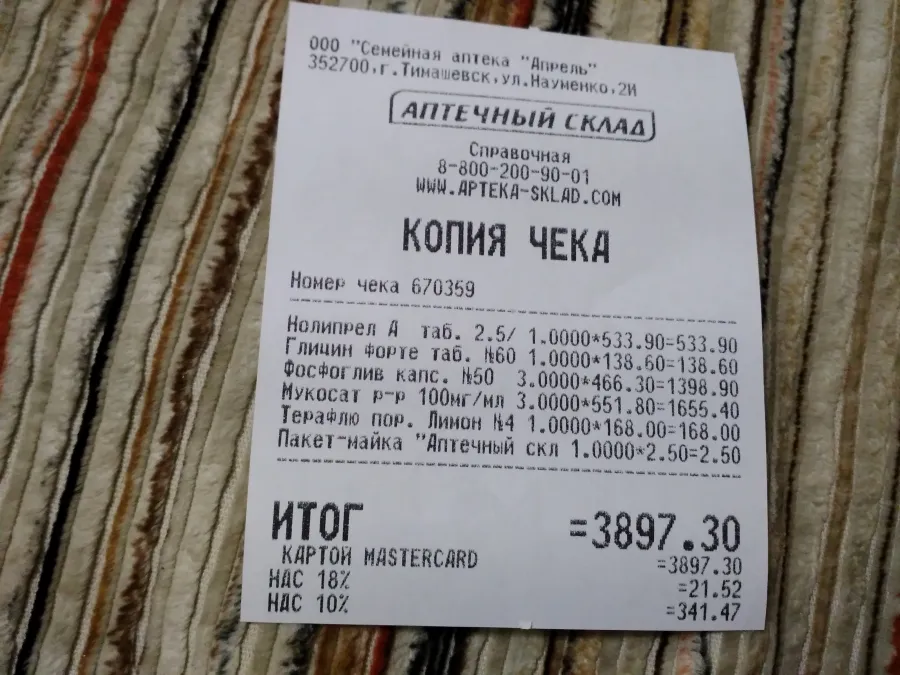 ООО "Семейная аптека "Апрель"
352700,г.Тимашевск,ул.Науменко,2И
АПТЕЧНЫЙ СКЛАД
Справочная
8-800-200-90-01
WWW.APTEKA-SKLAD.COM
КОПИЯ ЧЕКА
Номер чека 670359
Нолипрел А таб. 2.5/ 1.0000*533.90=533.90
Глицин форте таб. №60 1.0000*138.60=138.60
Фосфоглив капс. №50 3.0000*466.30=1398.90
Мукосат р-р 100мг/мл 3.0000*551.80=1655.40
Терафлю пор. Лимон №4 1.0000*168.00=168.00
Пакет-майка "Аптечный скл 1.0000*2.50=2.50
ИТОГ =3897.30
КАРТОЙ MASTERCARD =3897.30
НДС 18% =21.52
НДС 10% =341.47